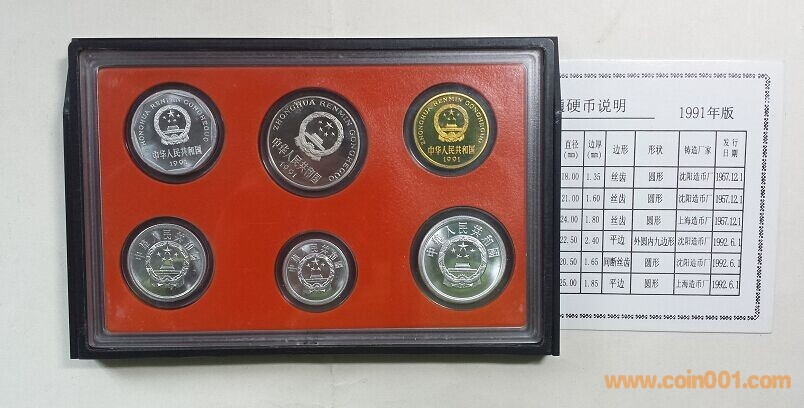 ZHONGHUA RENMIN GONGHEGUO
中华人民共和国
1991
ZHONGHUA RENMIN GONGHEGUO
中华人民共和国
1991
ZHONGHUA RENMIN GONGHEGUO
中华人民共和国
1991
中华人民共和国
中华人民共和国
中华人民共和国
硬币说明 1991年版
直径(mm) 边厚(mm) 边形 形状 铸造厂家 发行日期
18.00 1.35 丝齿 圆形 沈阳造币厂 1957.12.1
21.00 1.60 丝齿 圆形 沈阳造币厂 1957.12.1
24.00 1.80 丝齿 圆形 上海造币厂 1957.12.1
22.50 2.40 平边 外圆内九边形 沈阳造币厂 1992.6.1
20.50 1.65 间断丝齿 圆形 沈阳造币厂 1992.6.1
25.00 1.85 平边 圆形 上海造币厂 1992.6.1
www.coin001.com